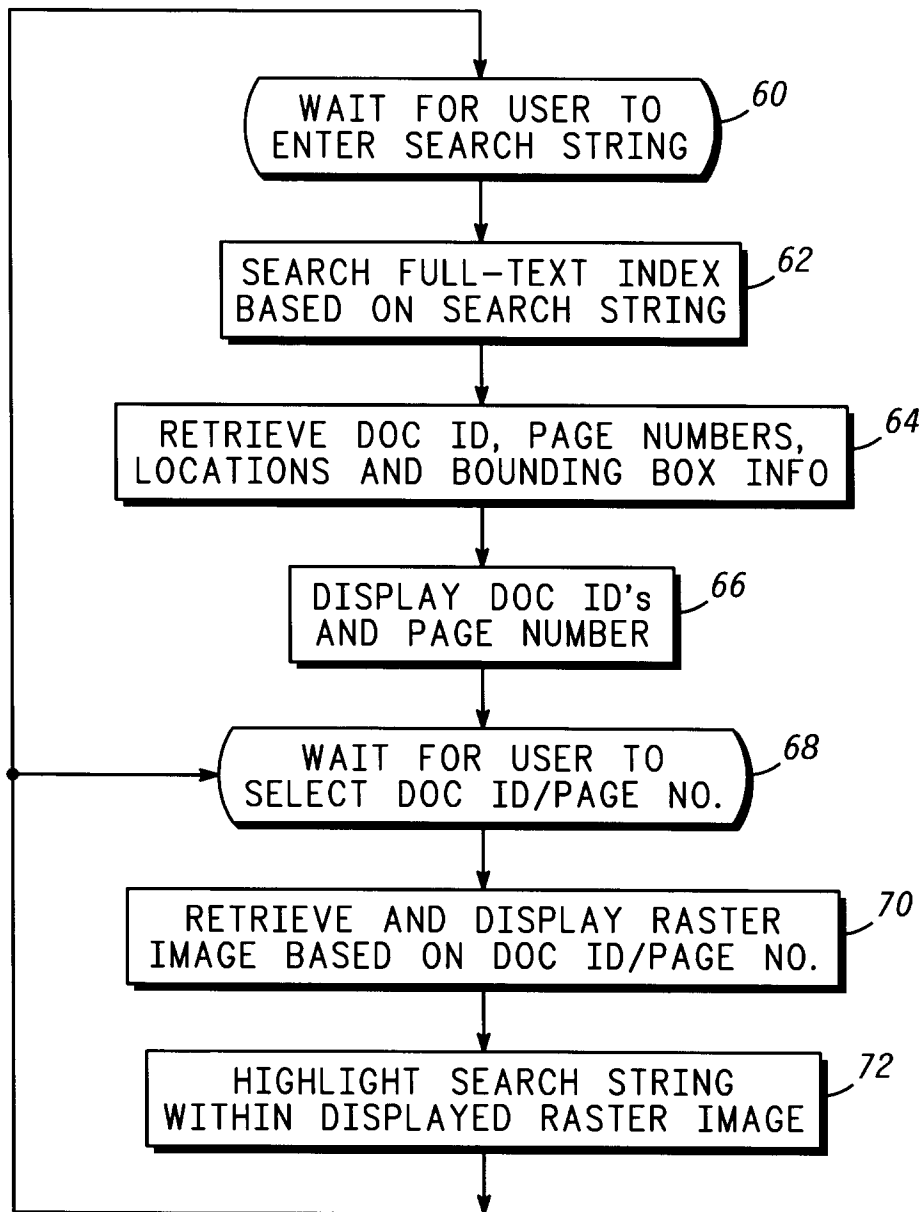 WAIT FOR USER TO
ENTER SEARCH STRING
60
SEARCH FULL-TEXT INDEX
BASED ON SEARCH STRING
62
RETRIEVE DOC ID, PAGE NUMBERS,
LOCATIONS AND BOUNDING BOX INFO
64
DISPLAY DOC ID's
AND PAGE NUMBER
66
WAIT FOR USER TO
SELECT DOC ID/PAGE NO.
68
RETRIEVE AND DISPLAY RASTER
IMAGE BASED ON DOC ID/PAGE NO.
70
HIGHLIGHT SEARCH STRING
WITHIN DISPLAYED RASTER IMAGE
72